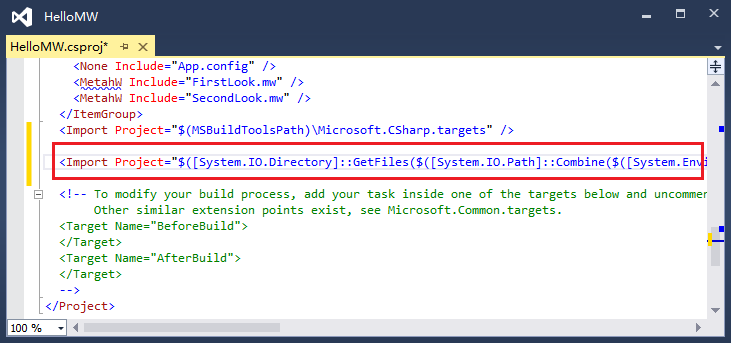 HelloMW
HelloMW.csproj*
<None Include="App.config" />
<MetahW Include="FirstLook.mw" />
<MetahW Include="SecondLook.mw" />
</ItemGroup>
<Import Project="$(MSBuildToolsPath)\Microsoft.CSharp.targets" />
<Import Project="$([System.IO.Directory]::GetFiles($([System.IO.Path]::Combine($([System.Envi
<!-- To modify your build process, add your task inside one of the targets below and uncommen
Other similar extension points exist, see Microsoft.Common.targets.
<Target Name="BeforeBuild">
</Target>
<Target Name="AfterBuild">
</Target>
-->
</Project>
100 %